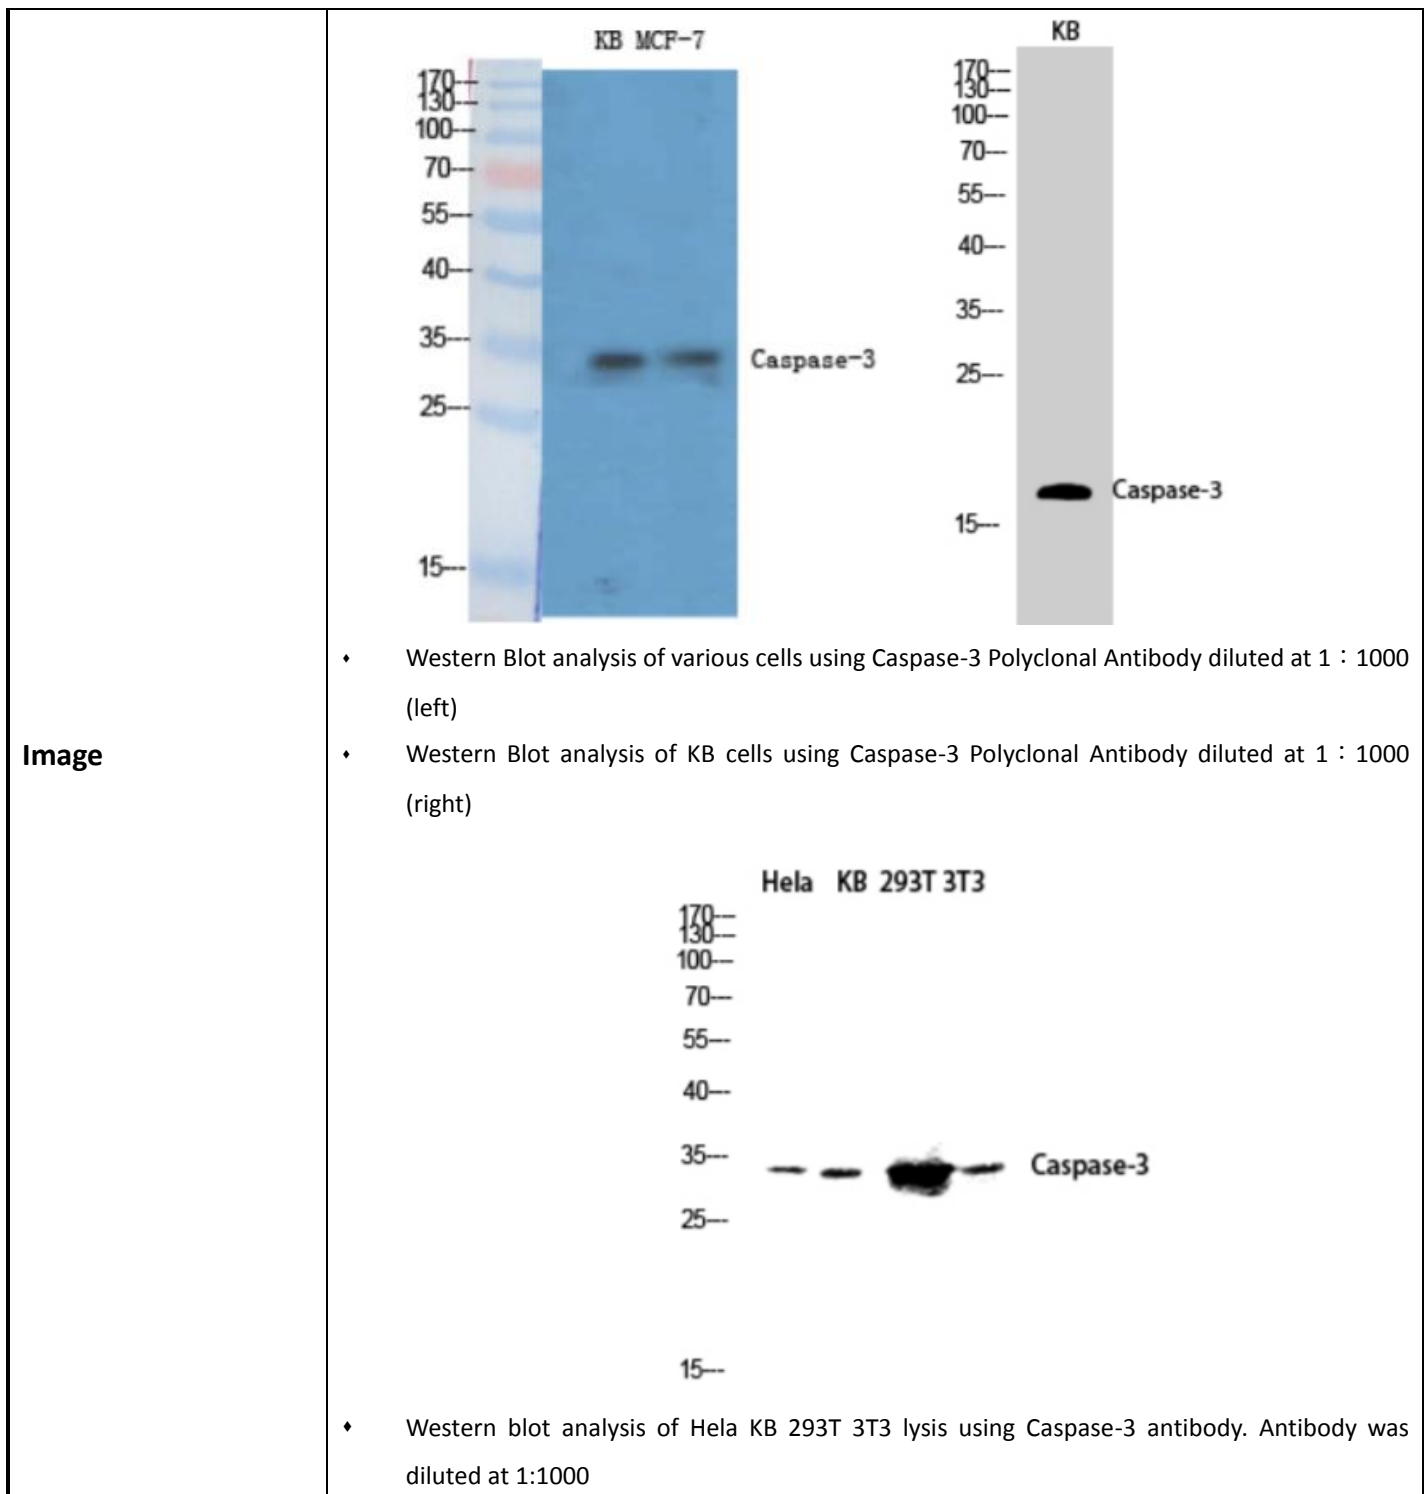 KB MCF-7
170--
130--
100--
70---
55---
40---
35---
25---
15---
Caspase-3
KB
170--
130--
100---
70---
55---
40---
35---
25---
15---
Caspase-3
Western Blot analysis of various cells using Caspase-3 Polyclonal Antibody diluted at 1：1000
(left)
Image
Western Blot analysis of KB cells using Caspase-3 Polyclonal Antibody diluted at 1：1000
(right)
Hela KB 293T 3T3
170--
130--
100---
70---
55---
40---
35---
25---
15---
Caspase-3
Western blot analysis of Hela KB 293T 3T3 lysis using Caspase-3 antibody. Antibody was
diluted at 1:1000